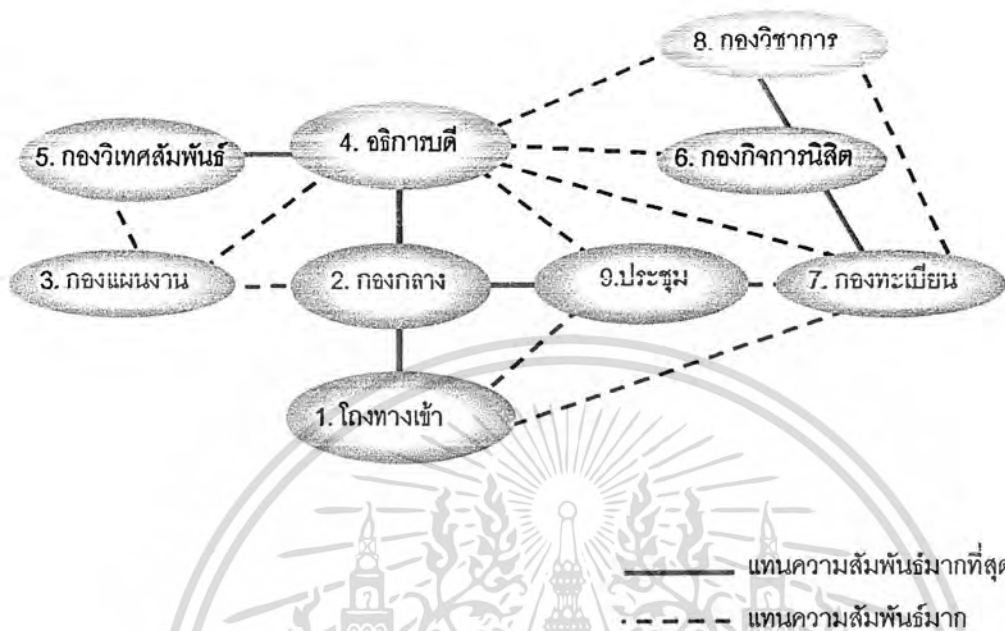 8. กองวิชาการ
4. อธิการบดี
5. กองวิเทศสัมพันธ์
6. กองกิจการนิสิต
3. กองแผนงาน
2. กองกลาง
9.ประชุม
7. กองทะเบียน
1. โถงทางเข้า
แทนความสัมพันธ์มากที่สุด
แทนความสัมพันธ์มาก